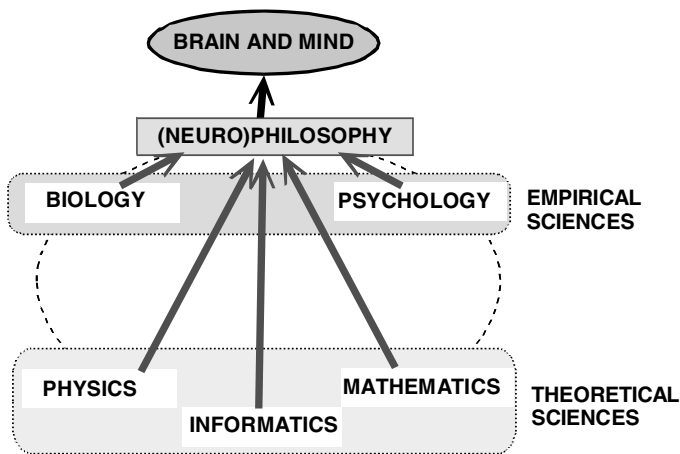 BRAIN AND MIND
(NEURO)PHILOSOPHY
BIOLOGY
PSYCHOLOGY
EMPIRICAL
SCIENCES
PHYSICS
MATHEMATICS
INFORMATICS
THEORETICAL
SCIENCES